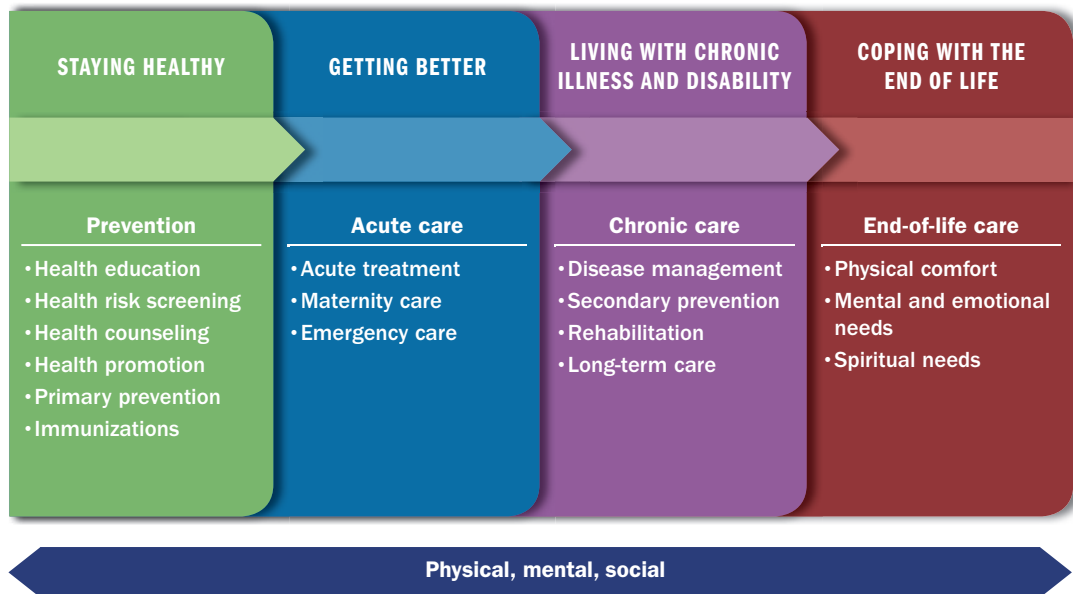 STAYING HEALTHY
GETTING BETTER
LIVING WITH CHRONIC
ILLNESS AND DISABILITY
COPING WITH THE
END OF LIFE
Prevention
•Health education
•Health risk screening
•Health counseling
•Health promotion
•Primary prevention
•Immunizations
Acute care
•Acute treatment
•Maternity care
•Emergency care
Chronic care
•Disease management
•Secondary prevention
•Rehabilitation
•Long-term care
End-of-life care
•Physical comfort
•Mental and emotional
needs
•Spiritual needs
Physical, mental, social